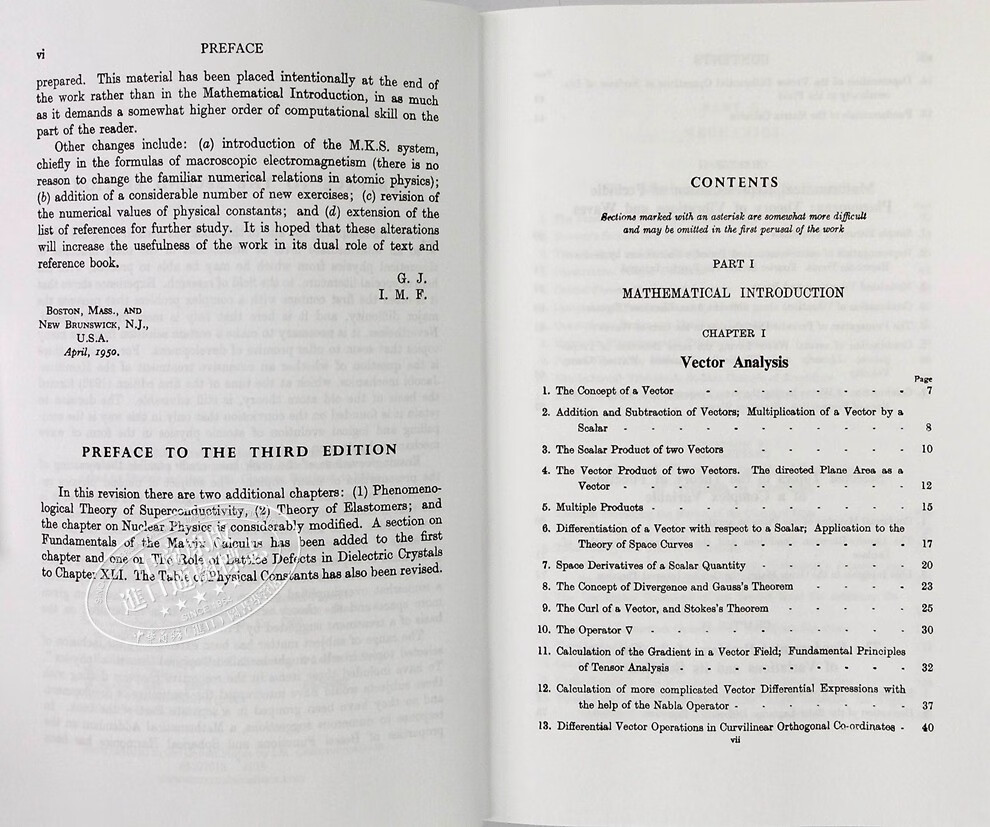 vi
PREFACE
prepared. This material has been placed intentionally at the end of
the work rather than in the Mathematical Introduction, in as much
as it demands a somewhat higher order of computational skill on the
part of the reader.
Other changes include: (a) introduction of the M.K.S. system,
chiefly in the formulas of macroscopic electromagnetism (there is no
reason to change the familiar numerical relations in atomic physics);
(b) addition of a considerable number of new exercises; (c) revision of
the numerical values of physical constants; and (d) extension of the
list of references for further study. It is hoped that these alterations
will increase the usefulness of the work in its dual role of text and
reference book.
G. J.
I. M. F.
BOSTON, MASS., AND
NEW BRUNSWICK, N.J.,
U.S.A.
April, 1950.
PREFACE TO THE THIRD EDITION
In this revision there are two additional chapters: (1) Phenomeno-
logical Theory of Superconductivity, (2) Theory of Elastomers; and
the chapter on Nuclear Physics is considerably modified. A section on
Fundamentals of the Matrix Calculus has been added to the first
chapter and one on The Role of Lattice Defects in Dielectric Crystals
to Chapter XLI. The Table of Physical Constants has also been revised.
CONTENTS
Sections marked with an asterisk are somewhat more difficult
and may be omitted in the first perusal of the work
PART I
MATHEMATICAL INTRODUCTION
CHAPTER I
Vector Analysis
Page
1. The Concept of a Vector - - - - - - - - 7
2. Addition and Subtraction of Vectors; Multiplication of a Vector by a
Scalar - - - - - - - - - - - 8
3. The Scalar Product of two Vectors - - - - - - 10
4. The Vector Product of two Vectors. The directed Plane Area as a
Vector - - - - - - - - - - - 12
5. Multiple Products - - - - - - - - - - 15
6. Differentiation of a Vector with respect to a Scalar; Application to the
Theory of Space Curves - - - - - - - - 17
7. Space Derivatives of a Scalar Quantity - - - - - - 20
8. The Concept of Divergence and Gauss's Theorem - - - - 23
9. The Curl of a Vector, and Stokes's Theorem - - - - - 25
10. The Operator ∇ - - - - - - - - - - 30
11. Calculation of the Gradient in a Vector Field; Fundamental Principles
of Tensor Analysis - - - - - - - - - 32
12. Calculation of more complicated Vector Differential Expressions with
the help of the Nabla Operator - - - - - - - 37
13. Differential Vector Operations in Curvilinear Orthogonal Co-ordinates - 40
vii